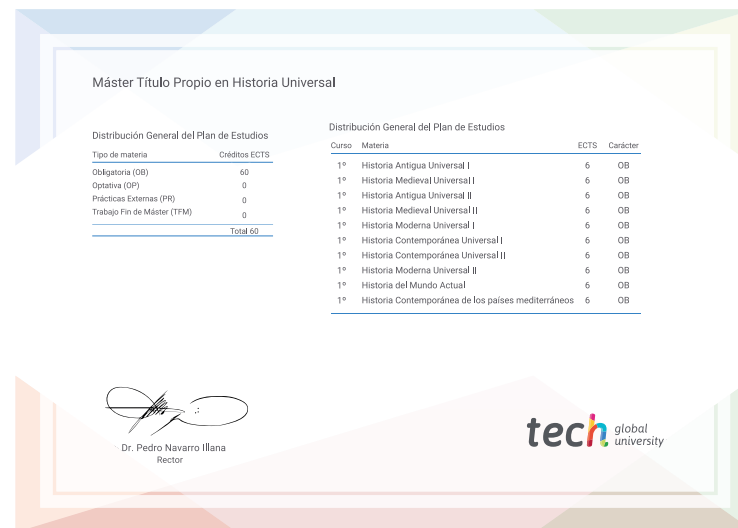 Máster Título Propio en Historia Universal
Distribución General del Plan de Estudios
Tipo de materia Créditos ECTS
Obligatoria (OB) 60
Optativa (OP) 0
Prácticas Externas (PR) 0
Trabajo Fin de Máster (TFM) 0
Total 60
Distribución General del Plan de Estudios
Curso Materia ECTS Carácter
1º Historia Antigua Universal I 6 OB
1º Historia Medieval Universal I 6 OB
1º Historia Antigua Universal II 6 OB
1º Historia Medieval Universal II 6 OB
1º Historia Moderna Universal I 6 OB
1º Historia Contemporánea Universal I 6 OB
1º Historia Contemporánea Universal II 6 OB
1º Historia Moderna Universal II 6 OB
1º Historia del Mundo Actual 6 OB
1º Historia Contemporánea de los países mediterráneos 6 OB
Dr. Pedro Navarro Illana
Rector
tech global
university